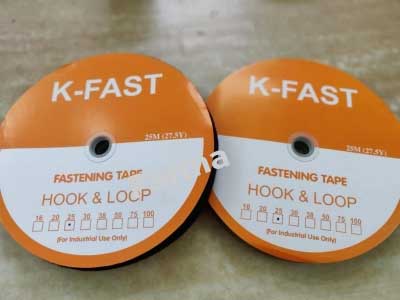 K-FAST
25M (27.5Y)
FASTENING TAPE
HOOK & LOOP
16 20 25 30 38 50 75 100
(For Industrial Use Only)
K-FAST
25M (27.5Y)
FASTENING TAPE
HOOK & LOOP
16 20 25 30 38 50 75 100
(For Industrial Use Only)